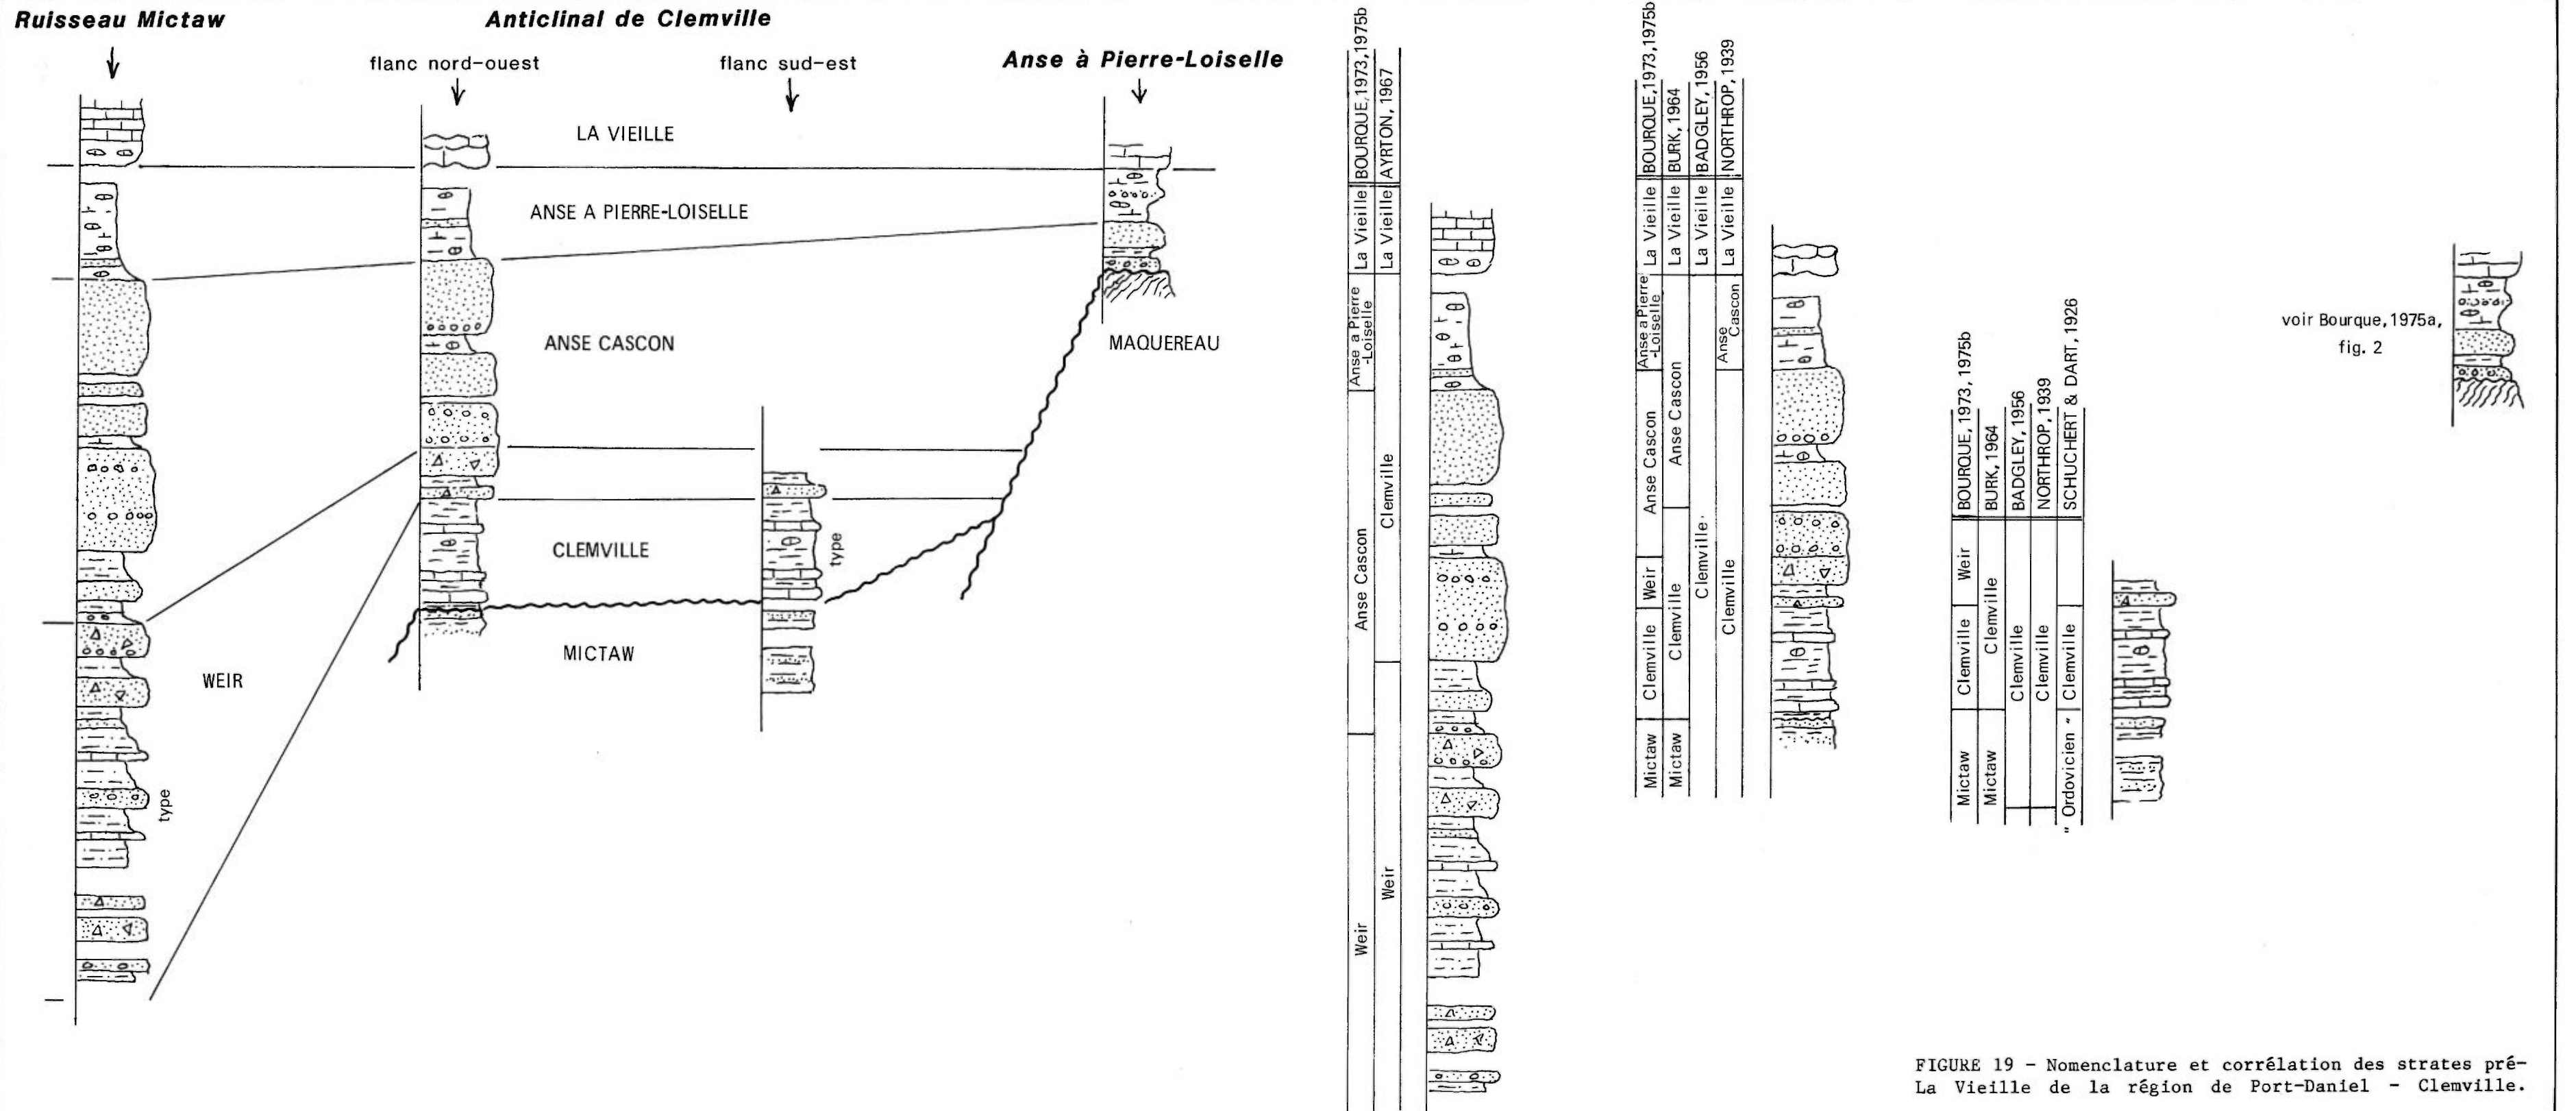 Ruisseau Mictaw
Anticlinal de Clemville
flanc nord-ouest
flanc sud-est
Anse à Pierre-Loiselle
LA VIEILLE
ANSE A PIERRE-LOISELLE
ANSE CASCON
MAQUEREAU
CLEMVILLE
type
MICTAW
WEIR
type
BOURQUE, 1973, 1975b
AYRTON, 1967
La Vieille
La Vieille
Anse a Pierre
-Loiselle
Clemville
Anse Cascon
Weir
Weir
BOURQUE, 1973, 1975b
BURK, 1964
BADGLEY, 1956
NORTHROP, 1939
La Vieille
La Vieille
La Vieille
La Vieille
Anse a Pierre
-Loiselle
Anse
Cascon
Anse Cascon
Anse Cascon
Weir
Clemville
Clemville
Clemville
Clemville
Mictaw
Mictaw
BOURQUE, 1973, 1975b
BURK, 1964
BADGLEY, 1956
NORTHROP, 1939
SCHUCHERT & DART, 1926
Weir
Clemville
Clemville
Clemville
Clemville
Clemville
Mictaw
Mictaw
" Ordovicien "
voir Bourque, 1975a,
fig. 2
FIGURE 19 - Nomenclature et corrélation des strates pré-
La Vieille de la région de Port-Daniel - Clemville.